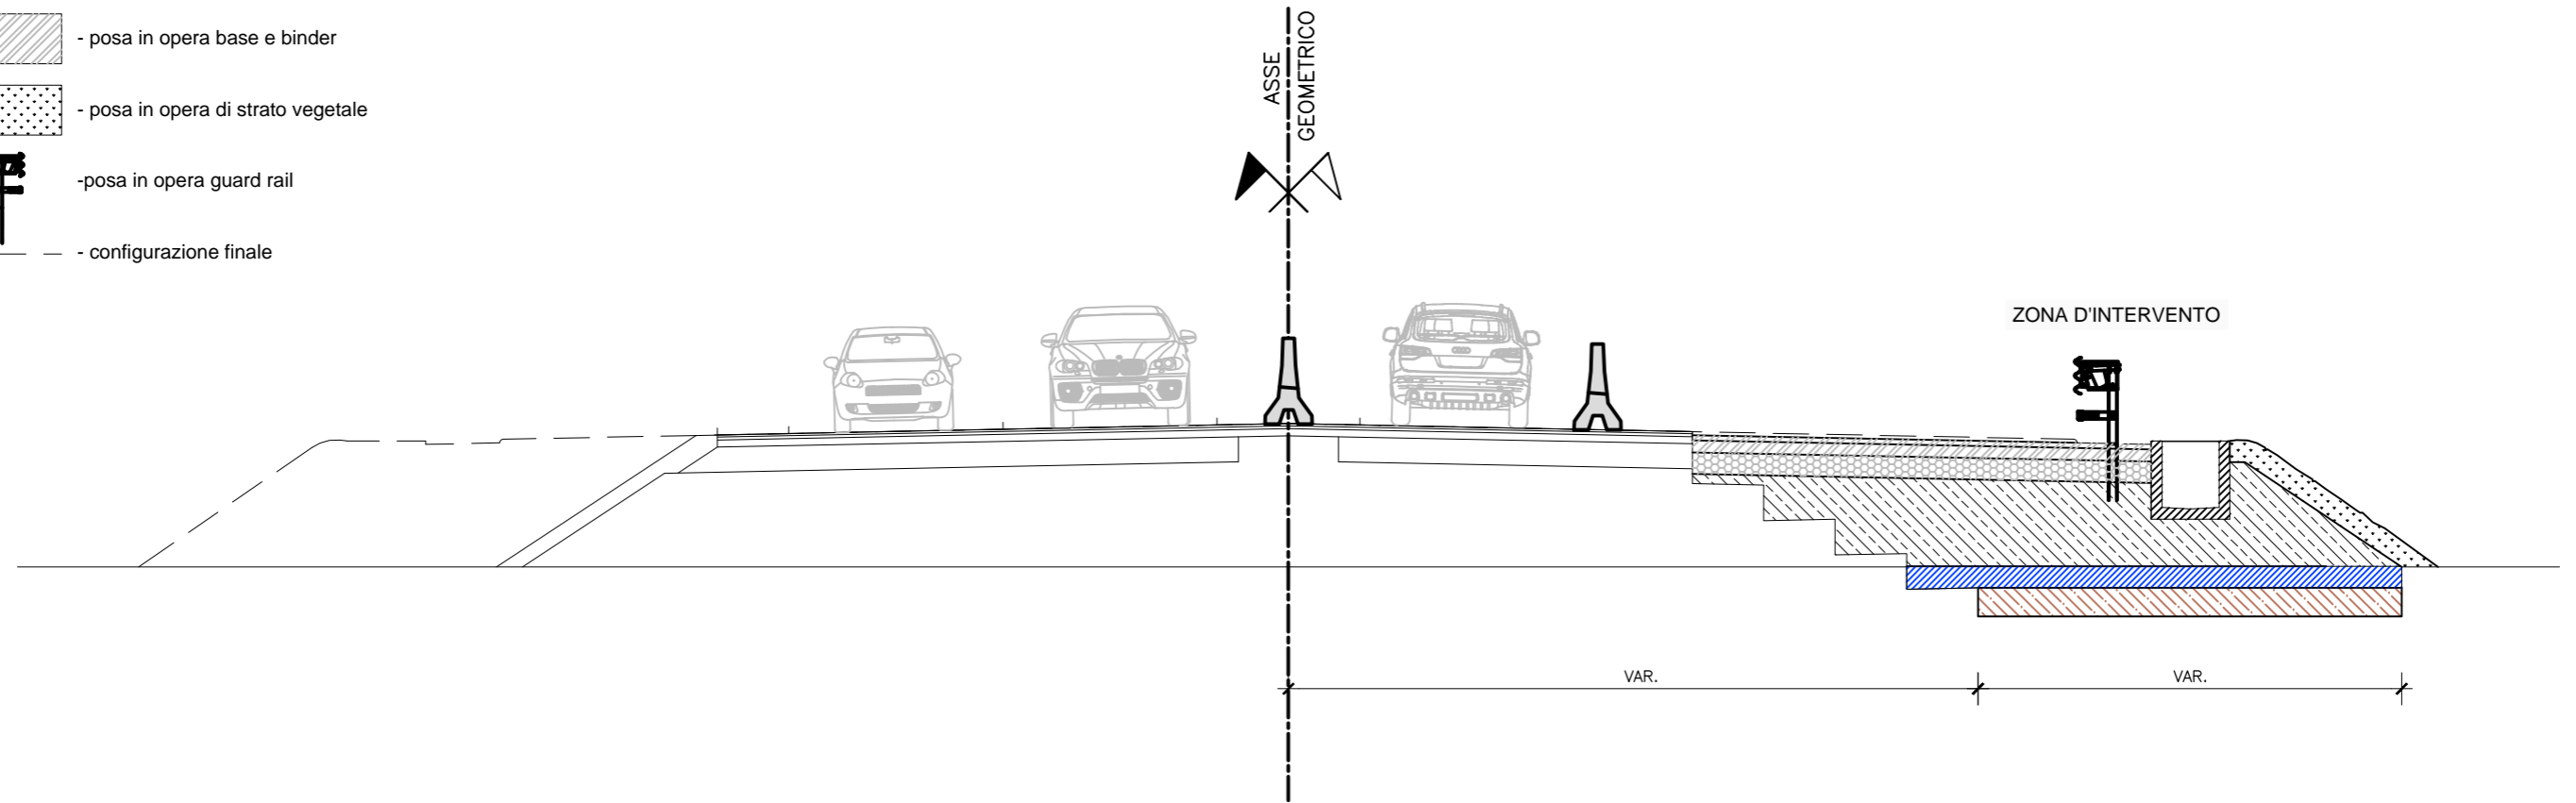 - posa in opera base e binder
- posa in opera di strato vegetale
-posa in opera guard rail
- configurazione finale
ASSE
GEOMETRICO
ZONA D'INTERVENTO
VAR.
VAR.